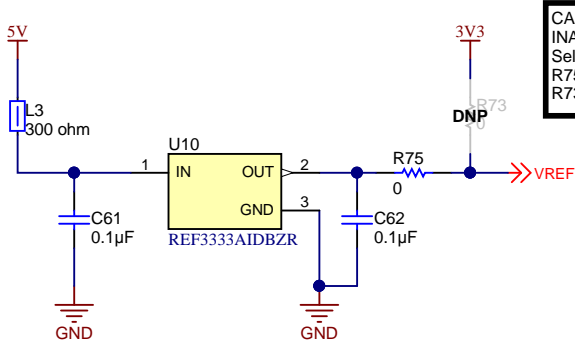 5V
3V3
CA
INA
Sel
R75
R73
L3
300 ohm
R73
DNP
0
U10
1
IN
OUT
2
R75
0
VREF
GND
3
C61
0.1µF
REF3333AIDBZR
C62
0.1µF
GND
GND